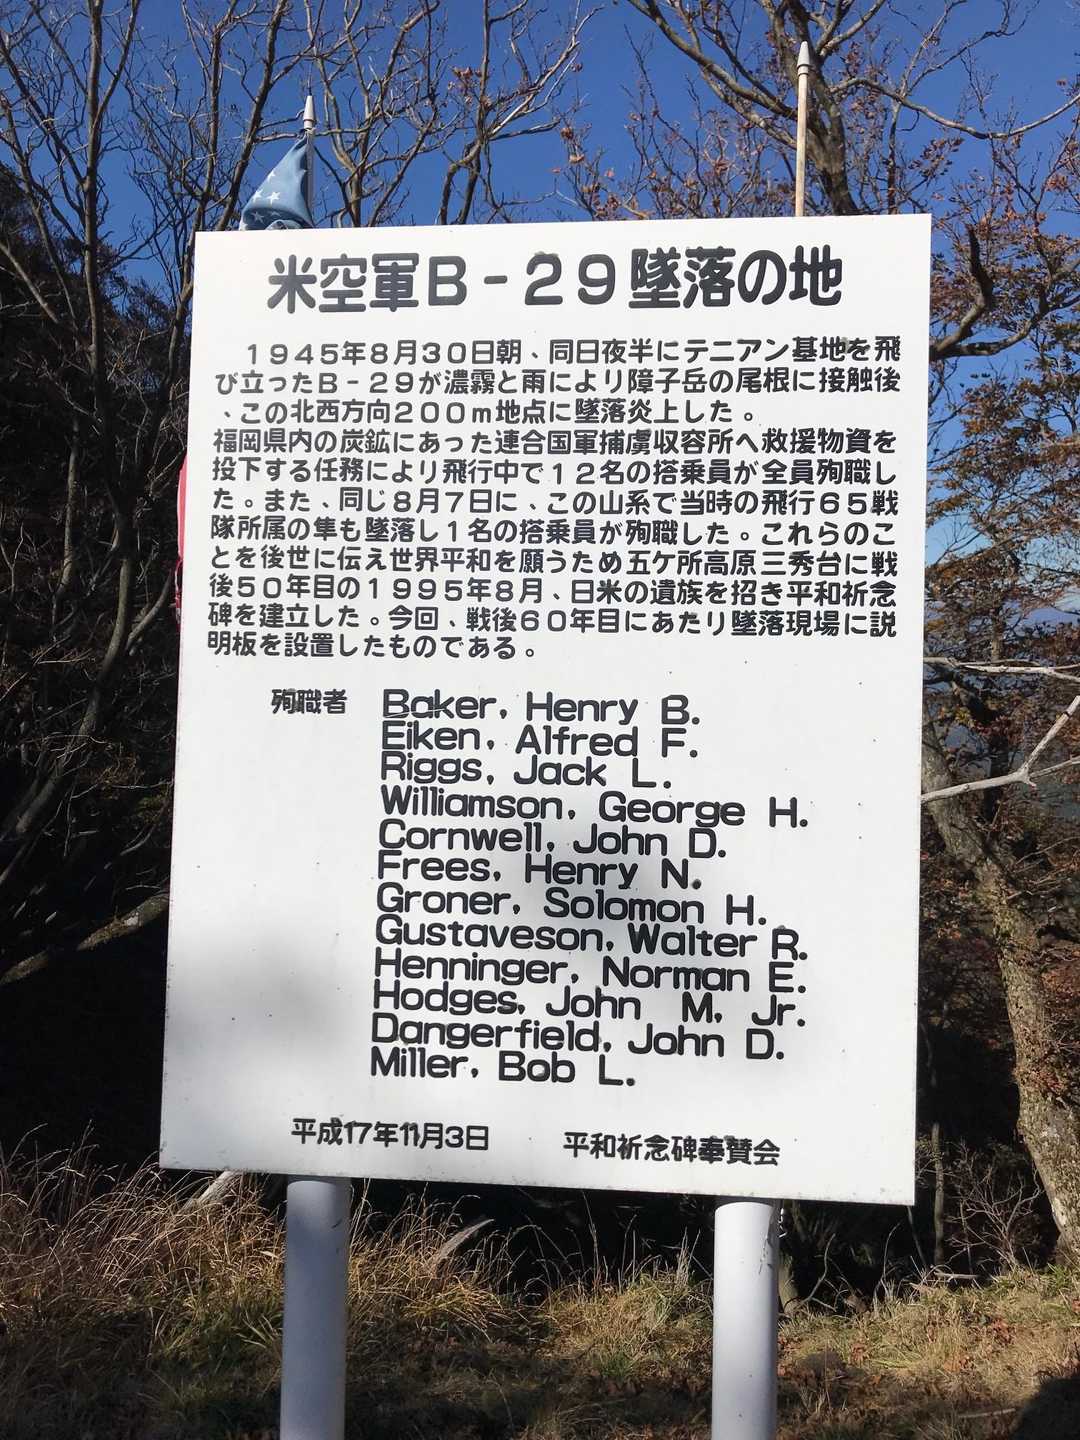 米空軍B-29墜落の地
1945年8月30日朝、同日夜半にテニアン基地を飛
び立ったB-29が濃霧と雨により障子岳の尾根に接触後
、この北西方向200m地点に墜落炎上した。
福岡県内の炭鉱にあった連合国軍捕虜収容所へ救援物資を
投下する任務により飛行中で12名の搭乗員が全員殉職し
た。また、同じ8月7日に、この山系で当時の飛行65戦
隊所属の隼も墜落し1名の搭乗員が殉職した。これらのこ
とを後世に伝え世界平和を願うため五ケ所高原三秀台に戦
後50年目の1995年8月、日米の遺族を招き平和祈念
碑を建立した。今回、戦後60年目にあたり墜落現場に説
明板を設置したものである。
殉職者 Baker, Henry B.
Eiken, Alfred F.
Riggs, Jack L.
Williamson, George H.
Cornwell, John D.
Frees, Henry N.
Groner, Solomon H.
Gustaveson, Walter R.
Henninger, Norman E.
Hodges, John M, Jr.
Dangerfield, John D.
Miller, Bob L.
平成17年11月3日 平和祈念碑奉賛会